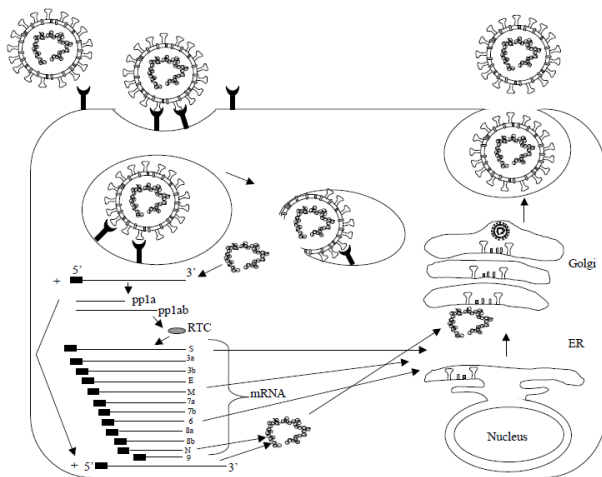 Golgi
5'
3'
+
pp1a
pp1ab
RTC
ER
S
3a
3b
E
M
mRNA
7a
7b
6
8a
8b
N
9
Nucleus
+ 5'
3'